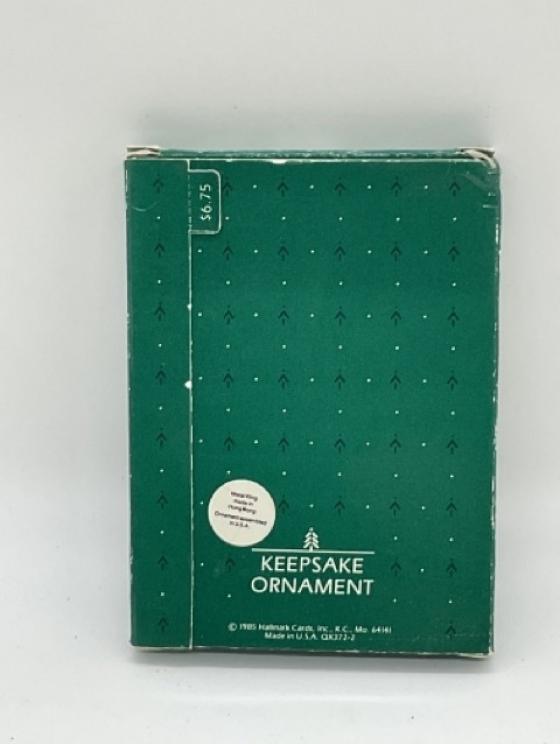 $6.75
Metal Ring
made in
Hong Kong
Ornament assembled
in U.S.A.
KEEPSAKE
ORNAMENT
© 1985 Hallmark Cards, Inc., K.C., Mo. 64141
Made in U.S.A. QX372-2